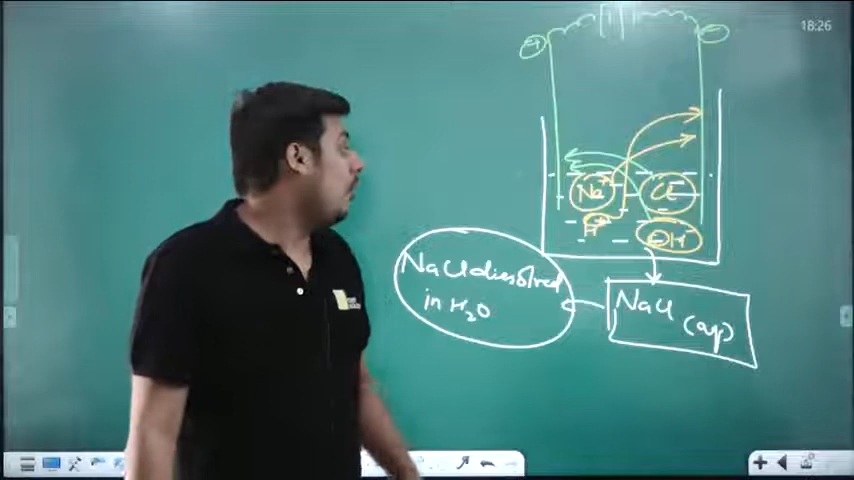 18:26
+
-
Na+
Cl-
H+
OH-
NaCl dissolved
in H2O
NaCl
(aq)